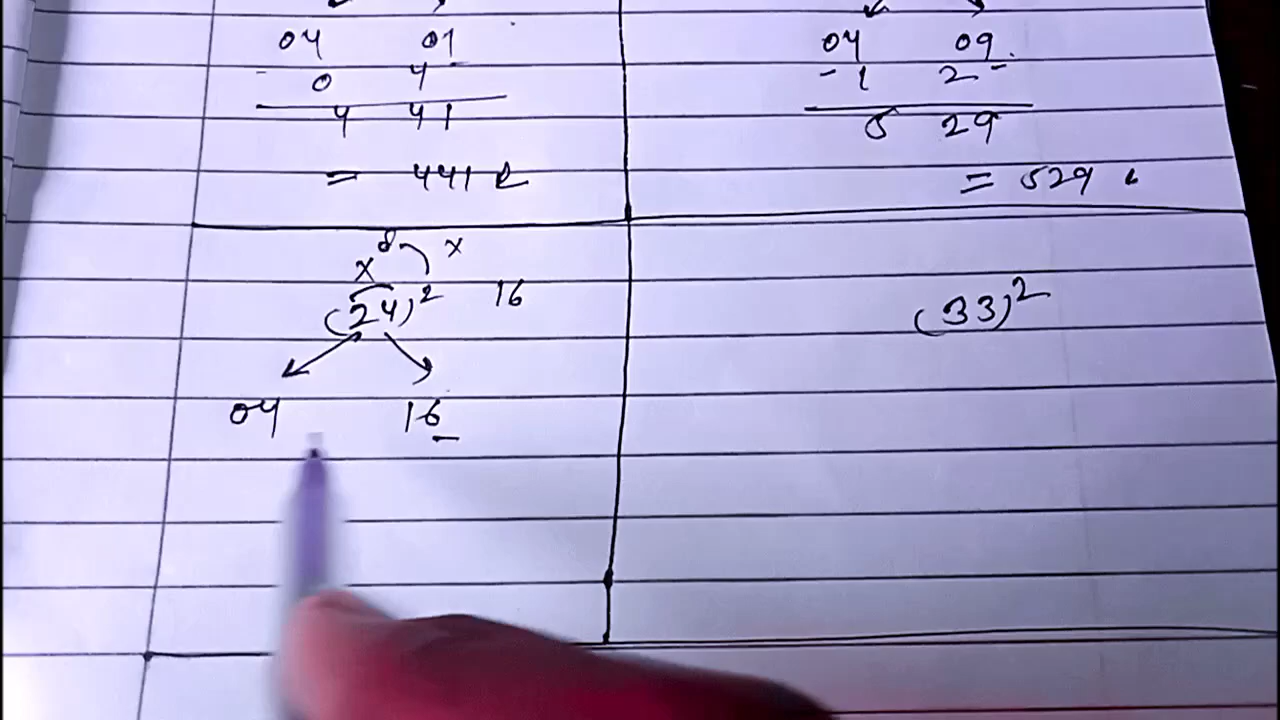 04 01
- 0 4
4 41
= 441
04 09
- 1 2
5 29
= 529
8 x
x
(24)² 16
04 16
(33)²